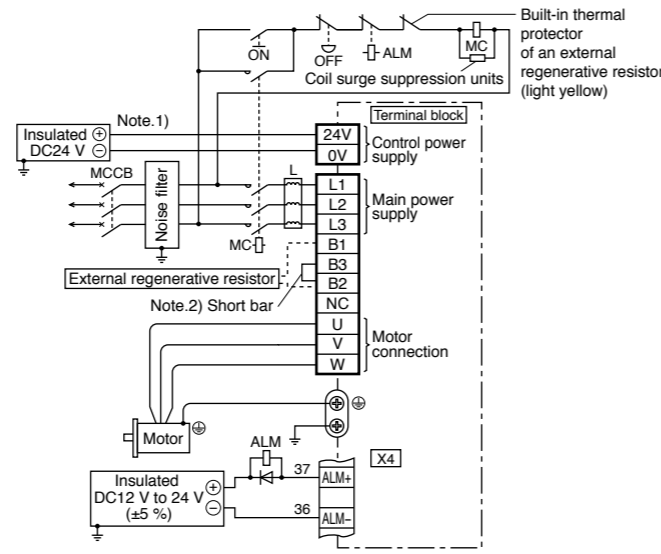 Built-in thermal
protector
of an external
regenerative resistor
(light yellow)
ON
OFF
ALM
MC
Coil surge suppression units
Note.1)
Terminal block
Insulated
DC24 V
+
−
24V
0V
Control power
supply
MCCB
Noise filter
L
L1
L2
L3
Main power
supply
MC
B1
External regenerative resistor
B3
B2
Note.2) Short bar
NC
U
V
W
Motor
connection
Motor
ALM
X4
Insulated
DC12 V to 24 V
(±5 %)
+
−
37
ALM+
36
ALM−